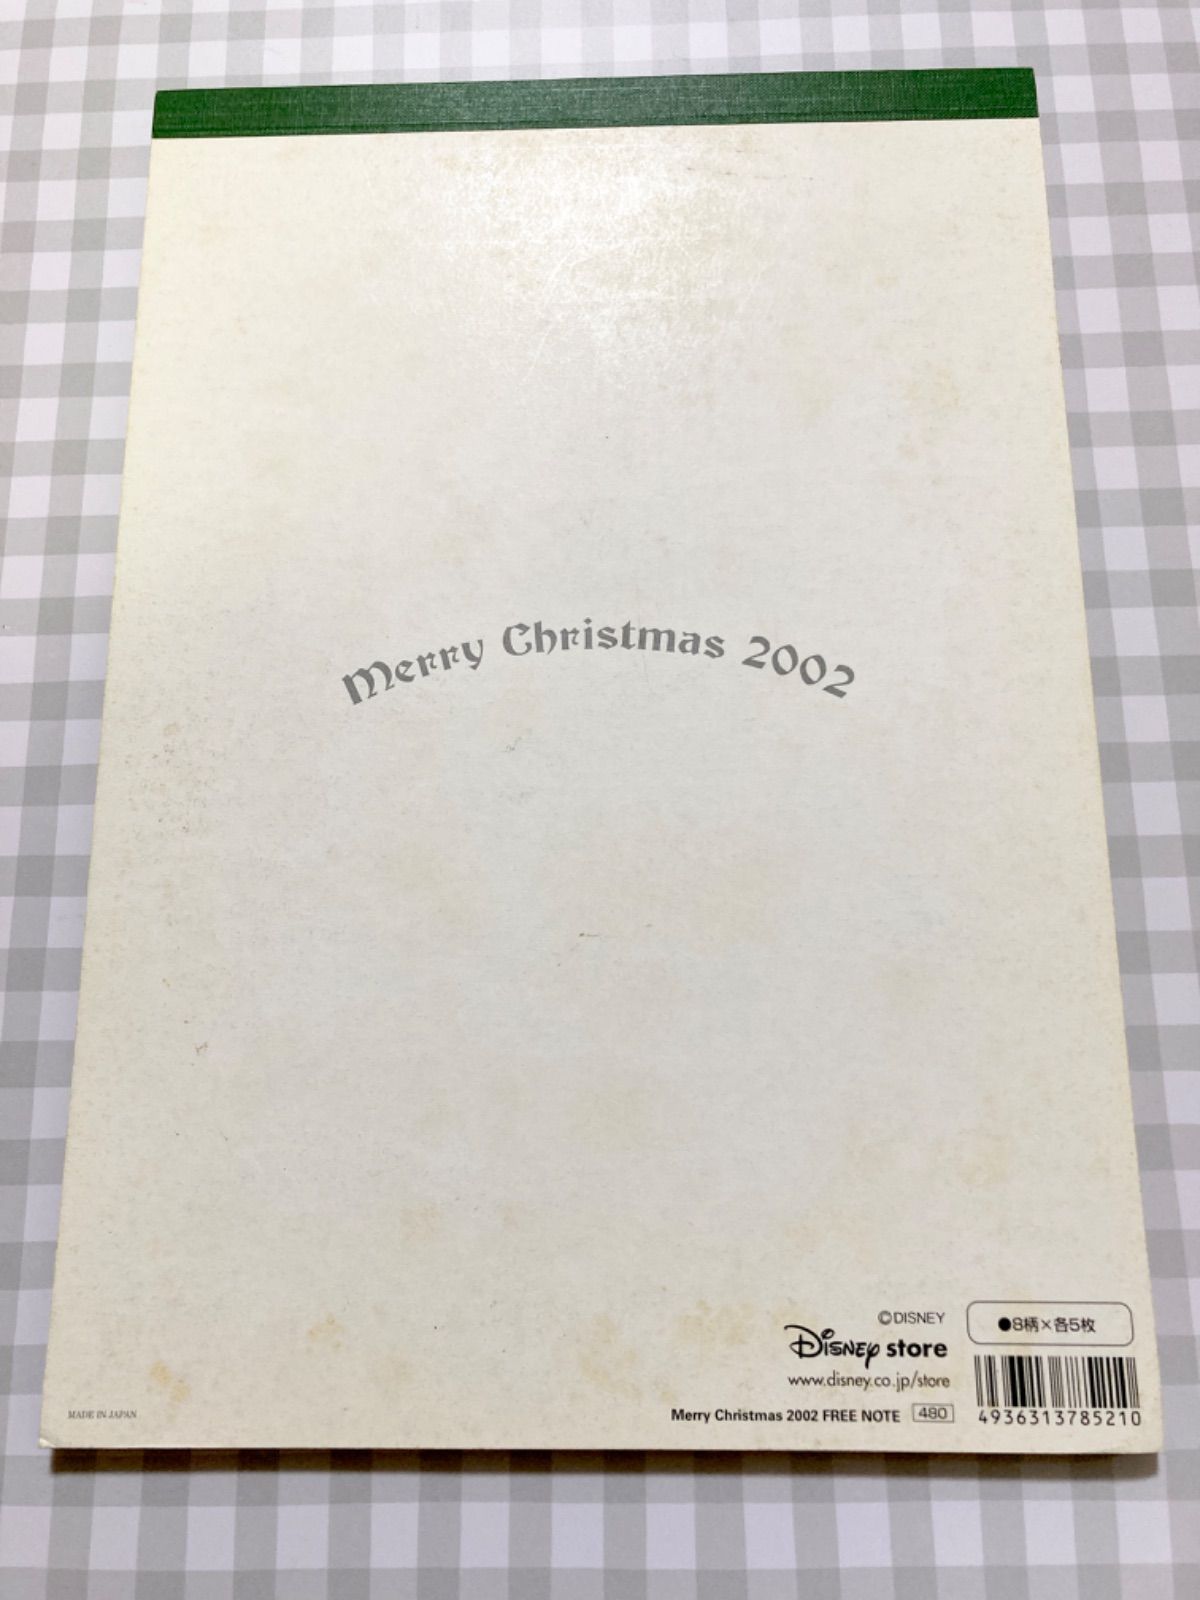 Merry Christmas 2002
©DISNEY
●8柄×各5枚
Disney store
www.disney.co.jp/store
MADE IN JAPAN
Merry Christmas 2002 FREE NOTE 480
4936313785210